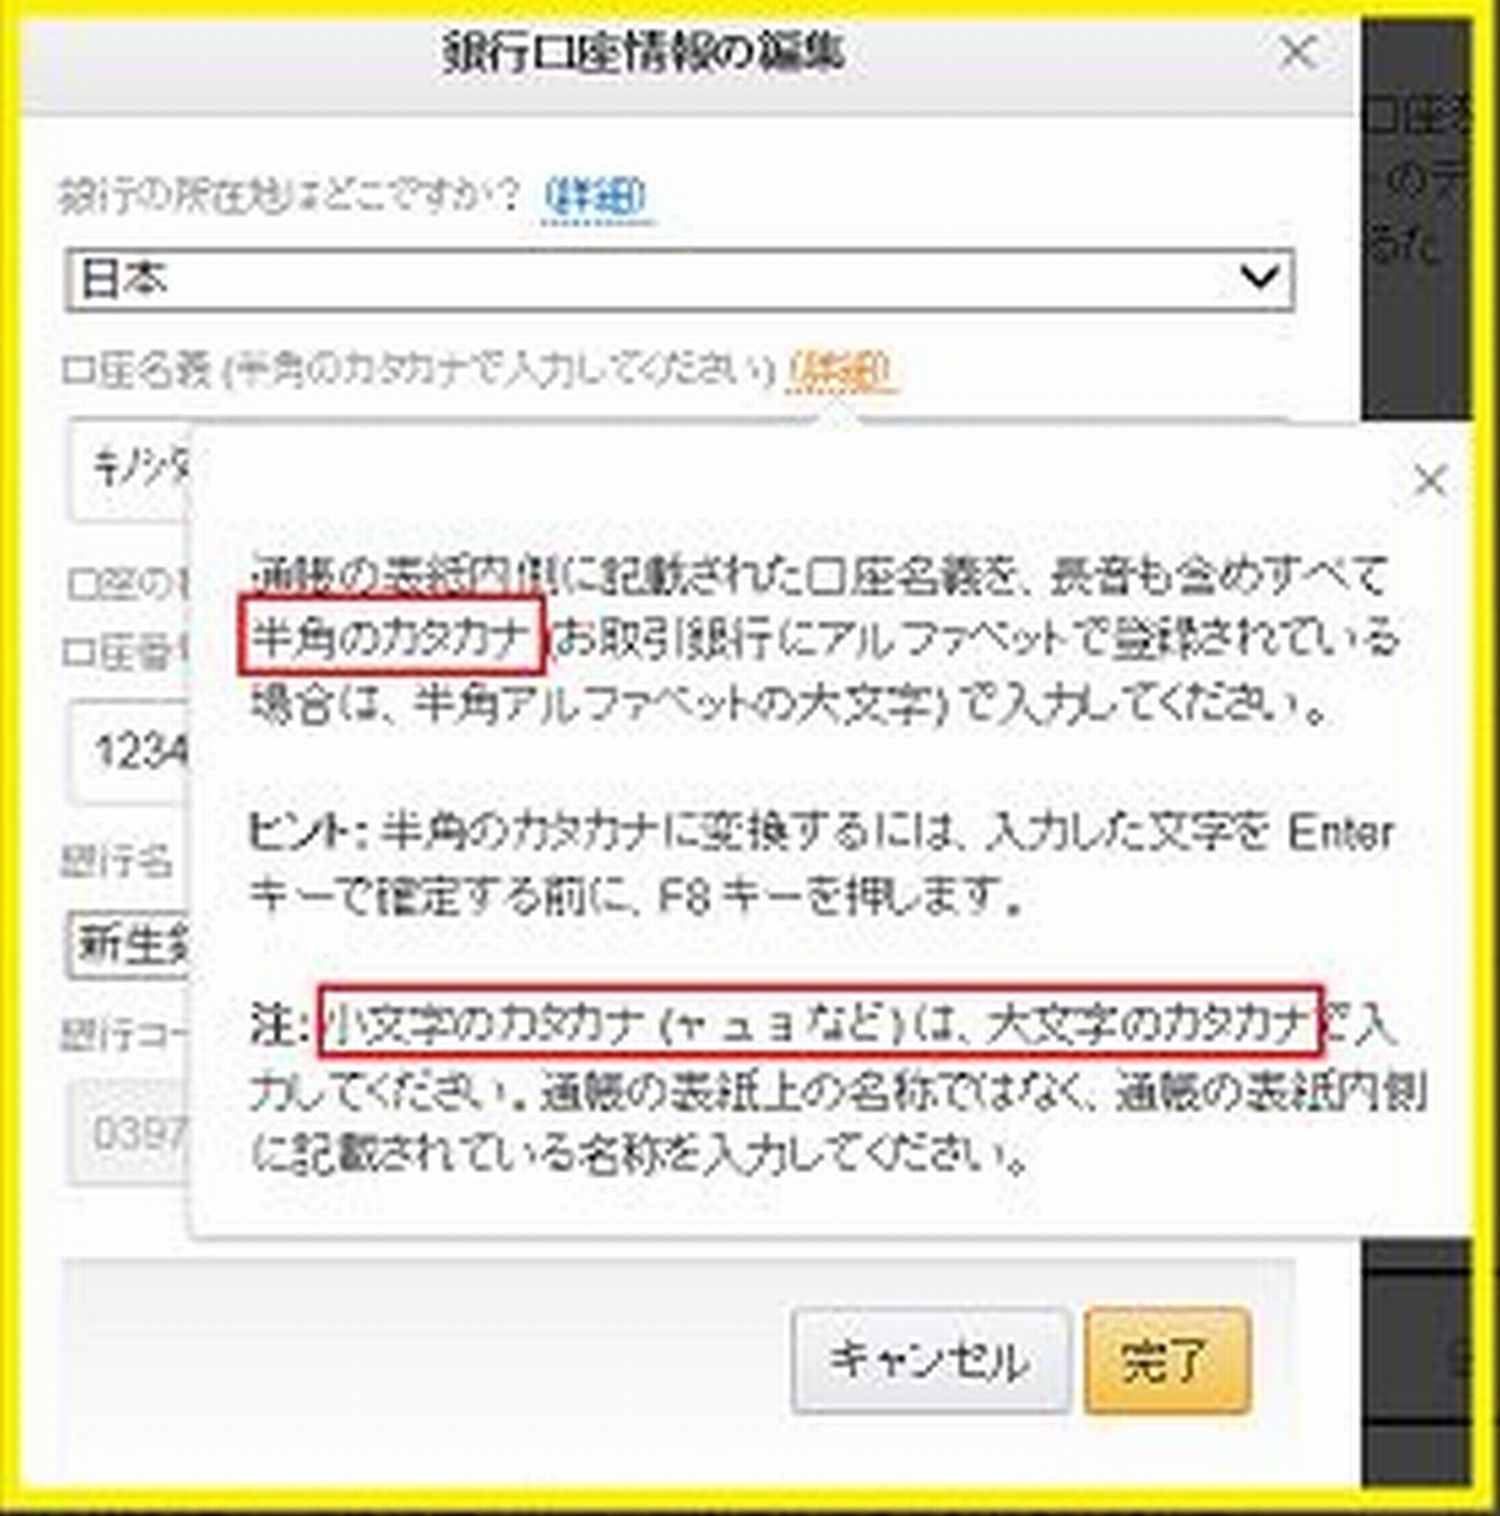 銀行口座情報の編集
銀行の所在地はどこですか? (詳細)
日本
口座名義 (半角のカタカナで入力してください) (詳細)
ｷﾉｼﾀ
通帳の表紙内側に記載された口座名義を、長音も含めすべて
半角のカタカナ (お取引銀行にアルファベットで登録されている
場合は、半角アルファベットの大文字) で入力してください。
口座の
口座番
1234
ヒント: 半角のカタカナに変換するには、入力した文字を Enter
キーで確定する前に、F8 キーを押します。
銀行名
新生
注: 小文字のカタカナ (ャ ュ ョ など) は、大文字のカタカナで入
力してください。通帳の表紙上の名称ではなく、通帳の表紙内側
に記載されている名称を入力してください。
銀行コー
0397
キャンセル
完了
口座
のデ
るた